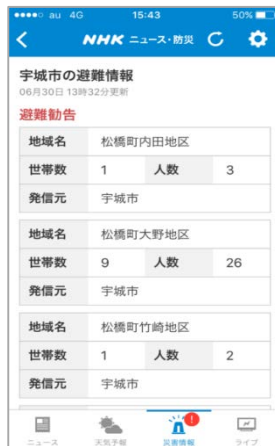 au 4G 15:43 50%
NHK ニュース・防災
宇城市の避難情報
06月30日 13時32分更新
避難勧告
地域名 松橋町内田地区
世帯数 1 人数 3
発信元 宇城市
地域名 松橋町大野地区
世帯数 9 人数 26
発信元 宇城市
地域名 松橋町竹崎地区
世帯数 1 人数 2
発信元 宇城市
!
ニュース 天気予報 災害情報 ライブ